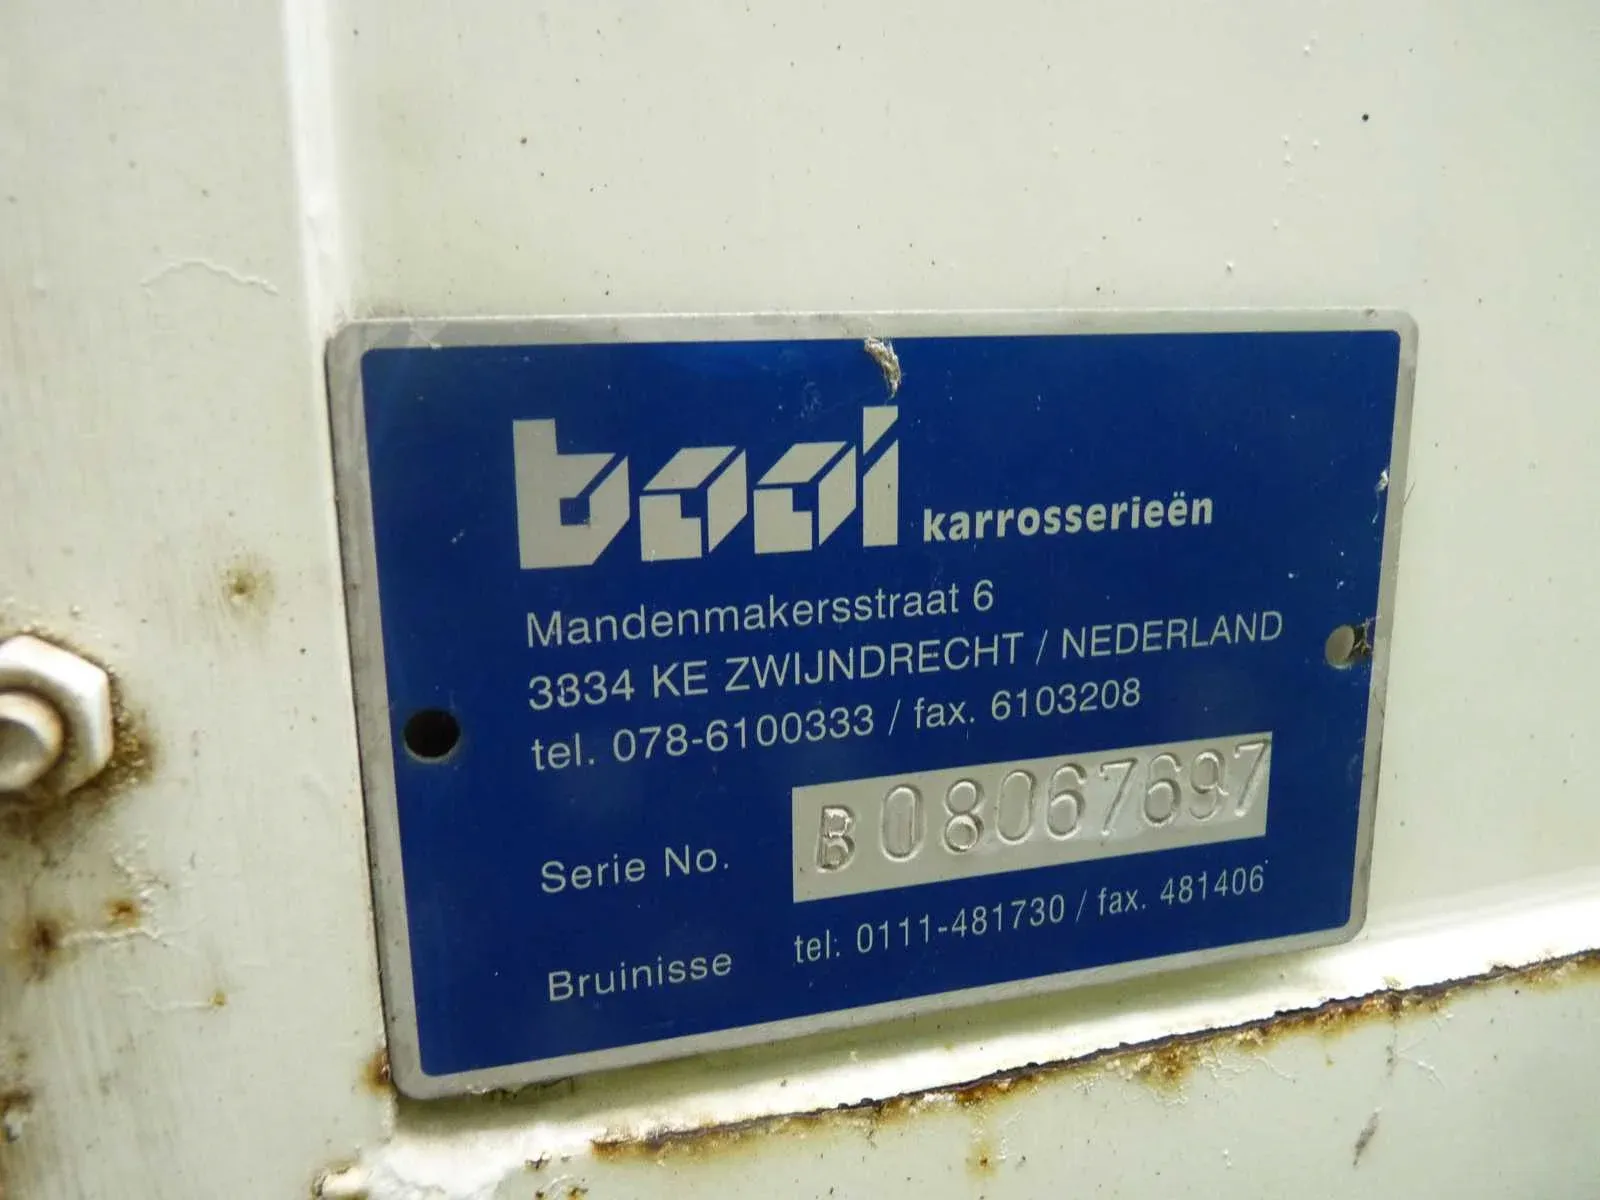 booi karrosserieën
Mandenmakersstraat 6
3334 KE ZWIJNDRECHT / NEDERLAND
tel. 078-6100333 / fax. 6103208
Serie No. B08067697
Bruinisse tel: 0111-481730 / fax. 481406